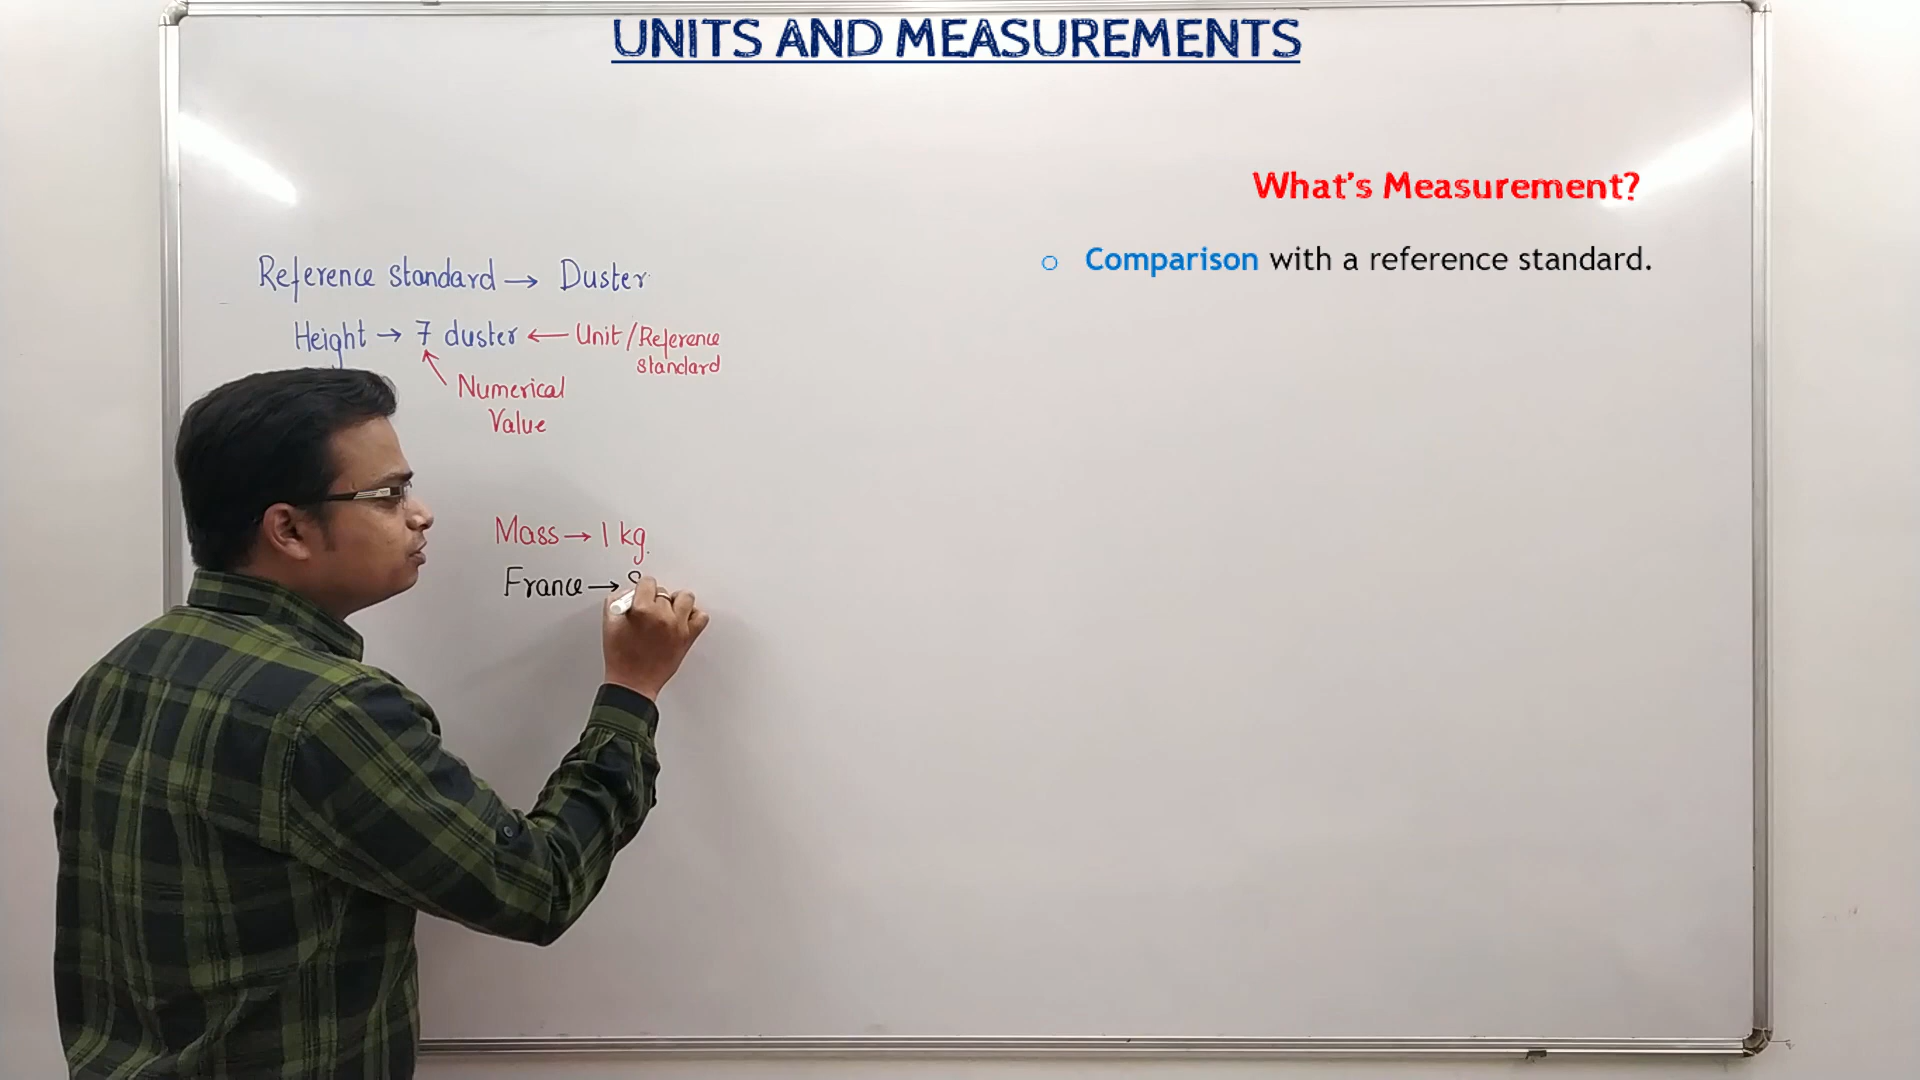 UNITS AND MEASUREMENTS
What's Measurement?
Comparison with a reference standard.
Reference standard → Duster
Height → 7 duster ← Unit/Reference standard
Numerical
Value
Mass → 1 kg.
France →